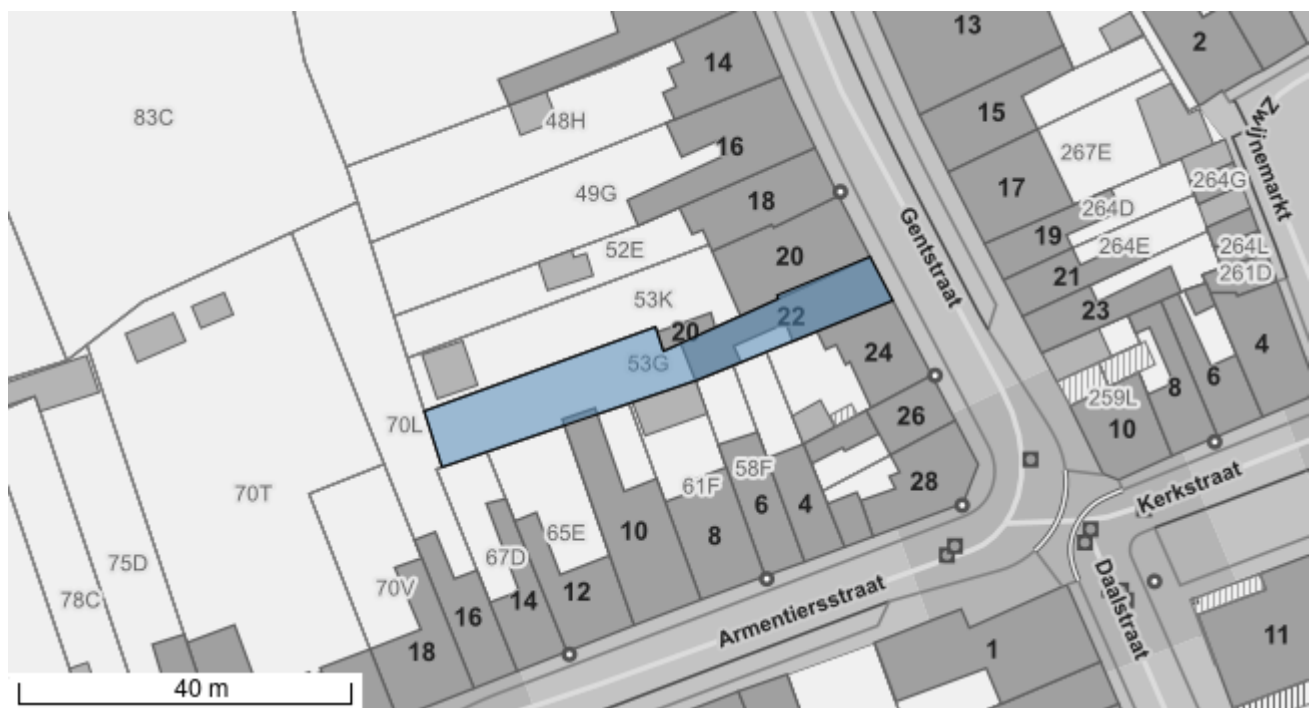 13
2
14
83C
15
48H
Zwijnemarkt
16
267E
264G
17
49G
18
264D
Gentstraat
19
264L
264E
52E
20
261D
21
53K
23
22
20
24
4
53G
8
6
259L
26
70L
10
58F
28
Kerkstraat
61F
6
4
70T
10
65E
8
67D
75D
70V
12
Daalstraat
78C
14
16
Armentiersstraat
11
18
1
40 m